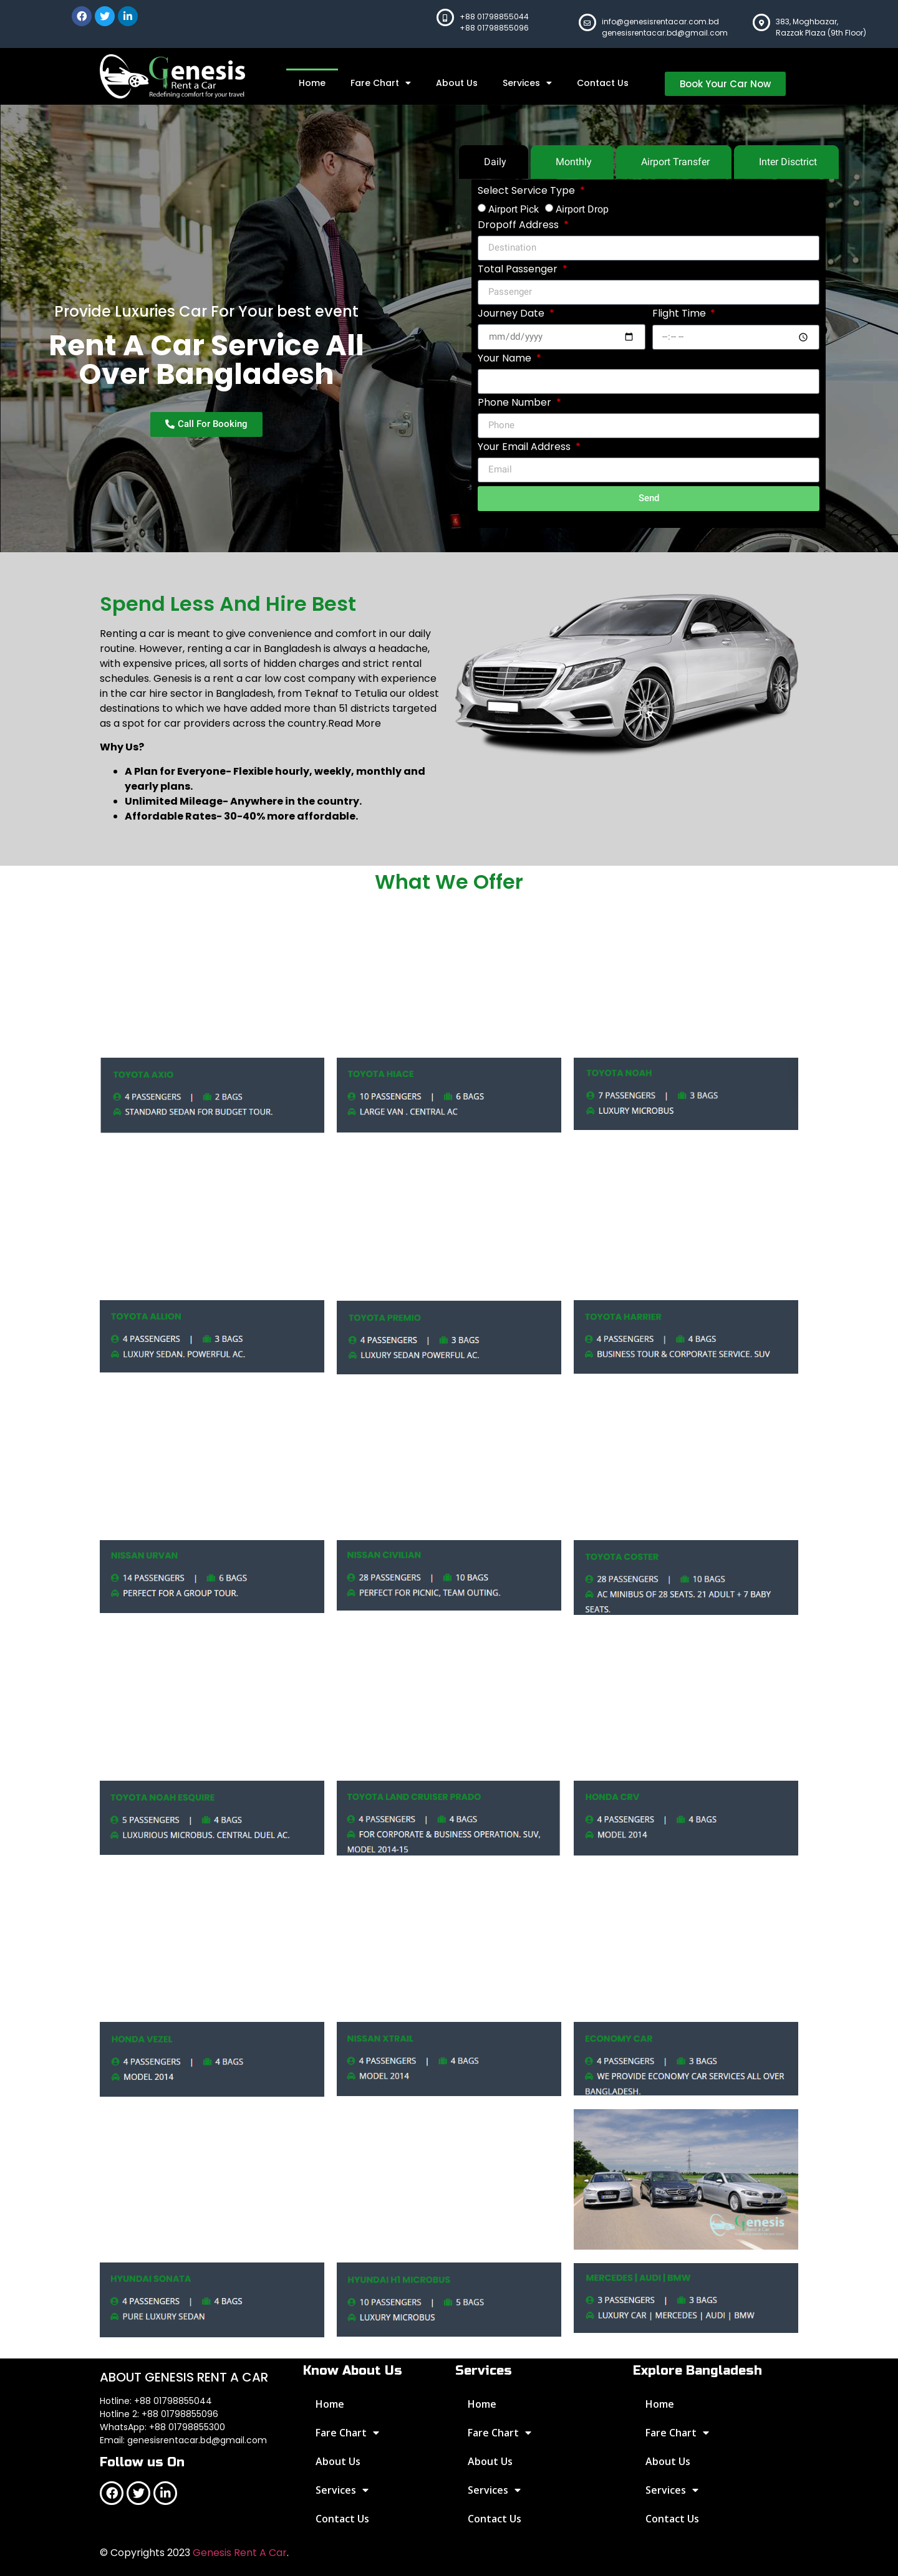 +88 01798855044
+88 01798855096
info@genesisrentacar.com.bd
genesisrentacar.bd@gmail.com
383, Moghbazar,
Razzak Plaza (9th Floor)
Genesis
Rent a Car
Redefining comfort for your travel
Home
Fare Chart
About Us
Services
Contact Us
Book Your Car Now
Provide Luxuries Car For Your best event
Rent A Car Service All
Over Bangladesh
Call For Booking
Daily
Monthly
Airport Transfer
Inter Disctrict
Select Service Type *
Airport Pick
Airport Drop
Dropoff Address *
Destination
Total Passenger *
Passenger
Journey Date *
Flight Time *
mm/dd/yyyy
--:-- --
Your Name *
Phone Number *
Phone
Your Email Address *
Email
Send
Spend Less And Hire Best
Renting a car is meant to give convenience and comfort in our daily
routine. However, renting a car in Bangladesh is always a headache,
with expensive prices, all sorts of hidden charges and strict rental
schedules. Genesis is a rent a car low cost company with experience
in the car hire sector in Bangladesh, from Teknaf to Tetulia our oldest
destinations to which we have added more than 51 districts targeted
as a spot for car providers across the country.Read More
Why Us?
• A Plan for Everyone- Flexible hourly, weekly, monthly and
yearly plans.
• Unlimited Mileage- Anywhere in the country.
• Affordable Rates- 30-40% more affordable.
What We Offer
TOYOTA AXIO
4 PASSENGERS | 2 BAGS
STANDARD SEDAN FOR BUDGET TOUR.
TOYOTA HIACE
10 PASSENGERS | 6 BAGS
LARGE VAN . CENTRAL AC
TOYOTA NOAH
7 PASSENGERS | 3 BAGS
LUXURY MICROBUS
TOYOTA ALLION
4 PASSENGERS | 3 BAGS
LUXURY SEDAN. POWERFUL AC.
TOYOTA PREMIO
4 PASSENGERS | 3 BAGS
LUXURY SEDAN POWERFUL AC.
TOYOTA HARRIER
4 PASSENGERS | 4 BAGS
BUSINESS TOUR & CORPORATE SERVICE. SUV
NISSAN URVAN
14 PASSENGERS | 6 BAGS
PERFECT FOR A GROUP TOUR.
NISSAN CIVILIAN
28 PASSENGERS | 10 BAGS
PERFECT FOR PICNIC, TEAM OUTING.
TOYOTA COSTER
28 PASSENGERS | 10 BAGS
AC MINIBUS OF 28 SEATS. 21 ADULT + 7 BABY
SEATS.
TOYOTA NOAH ESQUIRE
5 PASSENGERS | 4 BAGS
LUXURIOUS MICROBUS. CENTRAL DUEL AC.
TOYOTA LAND CRUISER PRADO
4 PASSENGERS | 4 BAGS
FOR CORPORATE & BUSINESS OPERATION. SUV,
MODEL 2014-15
HONDA CRV
4 PASSENGERS | 4 BAGS
MODEL 2014
HONDA VEZEL
4 PASSENGERS | 4 BAGS
MODEL 2014
NISSAN XTRAIL
4 PASSENGERS | 4 BAGS
MODEL 2014
ECONOMY CAR
4 PASSENGERS | 3 BAGS
WE PROVIDE ECONOMY CAR SERVICES ALL OVER
BANGLADESH.
Genesis
HYUNDAI SONATA
4 PASSENGERS | 4 BAGS
PURE LUXURY SEDAN
HYUNDAI H1 MICROBUS
10 PASSENGERS | 5 BAGS
LUXURY MICROBUS
MERCEDES | AUDI | BMW
3 PASSENGERS | 3 BAGS
LUXURY CAR | MERCEDES | AUDI | BMW
ABOUT GENESIS RENT A CAR
Hotline: +88 01798855044
Hotline 2: +88 01798855096
WhatsApp: +88 01798855300
Email: genesisrentacar.bd@gmail.com
Follow us On
Know About Us
Home
Fare Chart
About Us
Services
Contact Us
Services
Home
Fare Chart
About Us
Services
Contact Us
Explore Bangladesh
Home
Fare Chart
About Us
Services
Contact Us
© Copyrights 2023 Genesis Rent A Car.